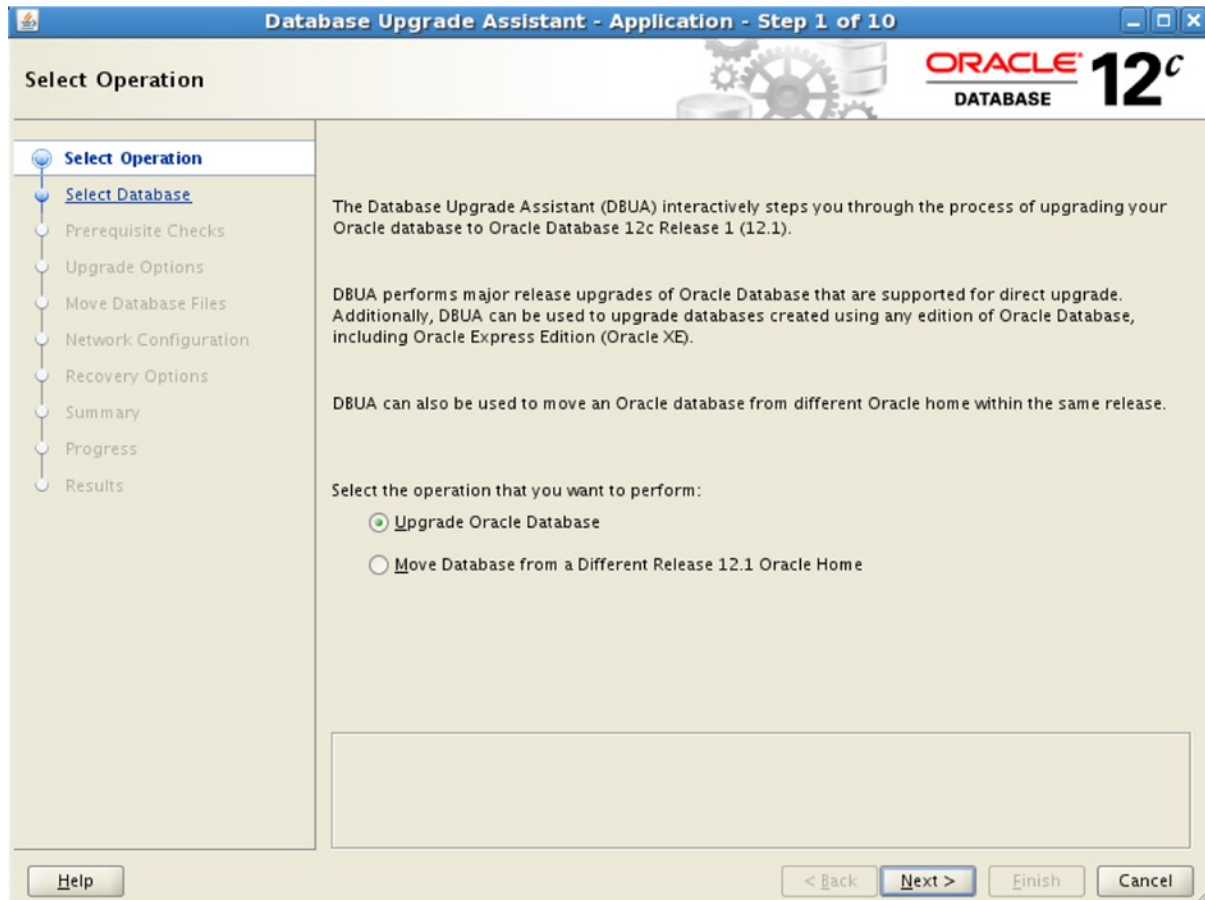 Database Upgrade Assistant - Application - Step 1 of 10
Select Operation
ORACLE
DATABASE
12c
Select Operation
Select Database
Prerequisite Checks
Upgrade Options
Move Database Files
Network Configuration
Recovery Options
Summary
Progress
Results
The Database Upgrade Assistant (DBUA) interactively steps you through the process of upgrading your
Oracle database to Oracle Database 12c Release 1 (12.1).
DBUA performs major release upgrades of Oracle Database that are supported for direct upgrade.
Additionally, DBUA can be used to upgrade databases created using any edition of Oracle Database,
including Oracle Express Edition (Oracle XE).
DBUA can also be used to move an Oracle database from different Oracle home within the same release.
Select the operation that you want to perform:
Upgrade Oracle Database
Move Database from a Different Release 12.1 Oracle Home
Help
< Back
Next >
Finish
Cancel